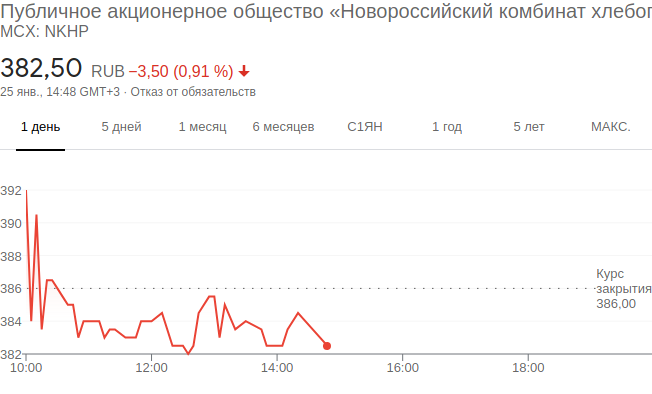 Публичное акционерное общество «Новороссийский комбинат
МСХ: NKHP
382,50 RUB −3,50 (0,91 %)
25 янв., 14:48 GMT+3 · Отказ от обязательств
1 день 5 дней 1 месяц 6 месяцев С1ЯН 1 год 5 лет МАКС.
392
390
388
386
384
382
Курс
закрытия
386,00
10:00 12:00 14:00 16:00 18:00